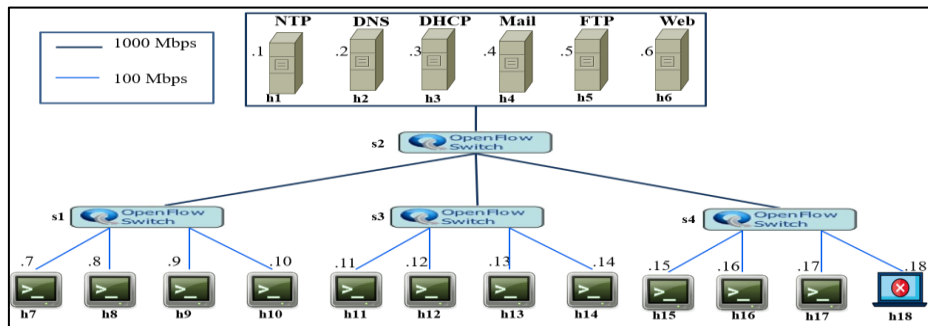 NTP DNS DHCP Mail FTP Web
1000 Mbps
100 Mbps
.1 .2 .3 .4 .5 .6
h1 h2 h3 h4 h5 h6
s2 OpenFlow Switch
s1 OpenFlow Switch
s3 OpenFlow Switch
s4 OpenFlow Switch
.7 .8 .9 .10 .11 .12 .13 .14 .15 .16 .17 .18
>_ >_ >_ >_ >_ >_ >_ >_ >_ >_ >_
h7 h8 h9 h10 h11 h12 h13 h14 h15 h16 h17 h18